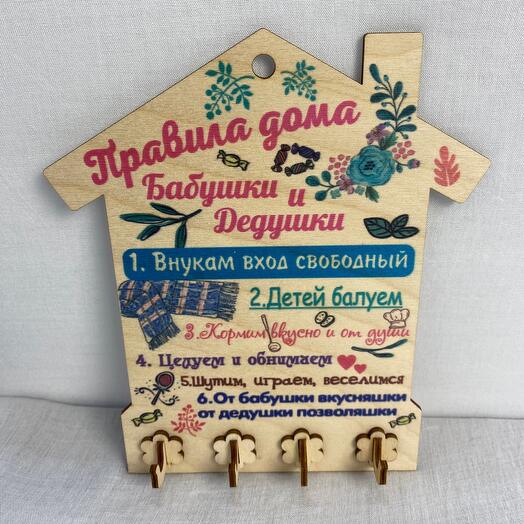 Правила дома
Бабушки и
Дедушки
1. Внукам вход свободный
2.Детей балуем
3.Кормим вкусно и от души
4. Целуем и обнимаем
5.Шутим, играем, веселимся
6.От бабушки вкусняшки
от дедушки позволяшки